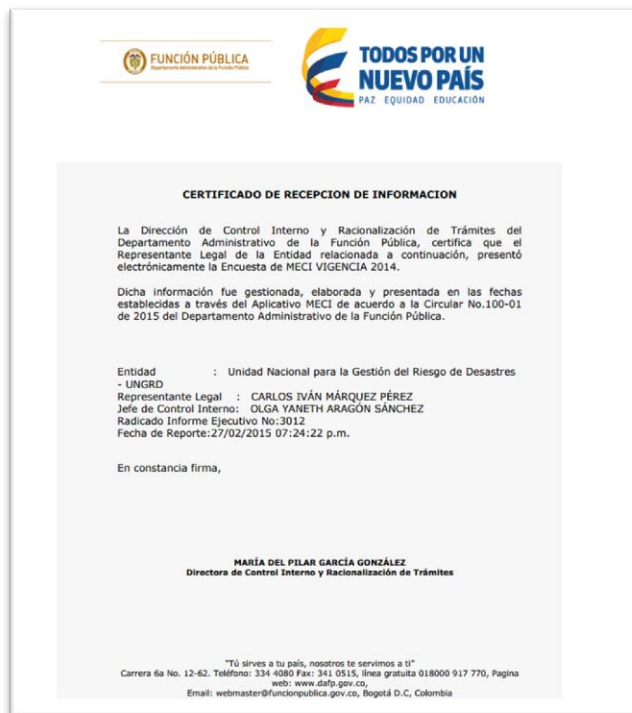 FUNCIÓN PÚBLICA
Departamento Administrativo de la Función Pública
TODOS POR UN
NUEVO PAÍS
PAZ EQUIDAD EDUCACIÓN
CERTIFICADO DE RECEPCION DE INFORMACION
La Dirección de Control Interno y Racionalización de Trámites del
Departamento Administrativo de la Función Pública, certifica que el
Representante Legal de la Entidad relacionada a continuación, presentó
electrónicamente la Encuesta de MECI VIGENCIA 2014.
Dicha información fue gestionada, elaborada y presentada en las fechas
establecidas a través del Aplicativo MECI de acuerdo a la Circular No.100-01
de 2015 del Departamento Administrativo de la Función Pública.
Entidad : Unidad Nacional para la Gestión del Riesgo de Desastres
- UNGRD
Representante Legal : CARLOS IVÁN MÁRQUEZ PÉREZ
Jefe de Control Interno: OLGA YANETH ARAGÓN SÁNCHEZ
Radicado Informe Ejecutivo No:3012
Fecha de Reporte:27/02/2015 07:24:22 p.m.
En constancia firma,
MARÍA DEL PILAR GARCÍA GONZÁLEZ
Directora de Control Interno y Racionalización de Trámites
"Tú sirves a tu país, nosotros te servimos a ti"
Carrera 6a No. 12-62. Teléfono: 334 4080 Fax: 341 0515, línea gratuita 018000 917 770, Pagina
web: www.dafp.gov.co,
Email: webmaster@funcionpublica.gov.co, Bogotá D.C, Colombia